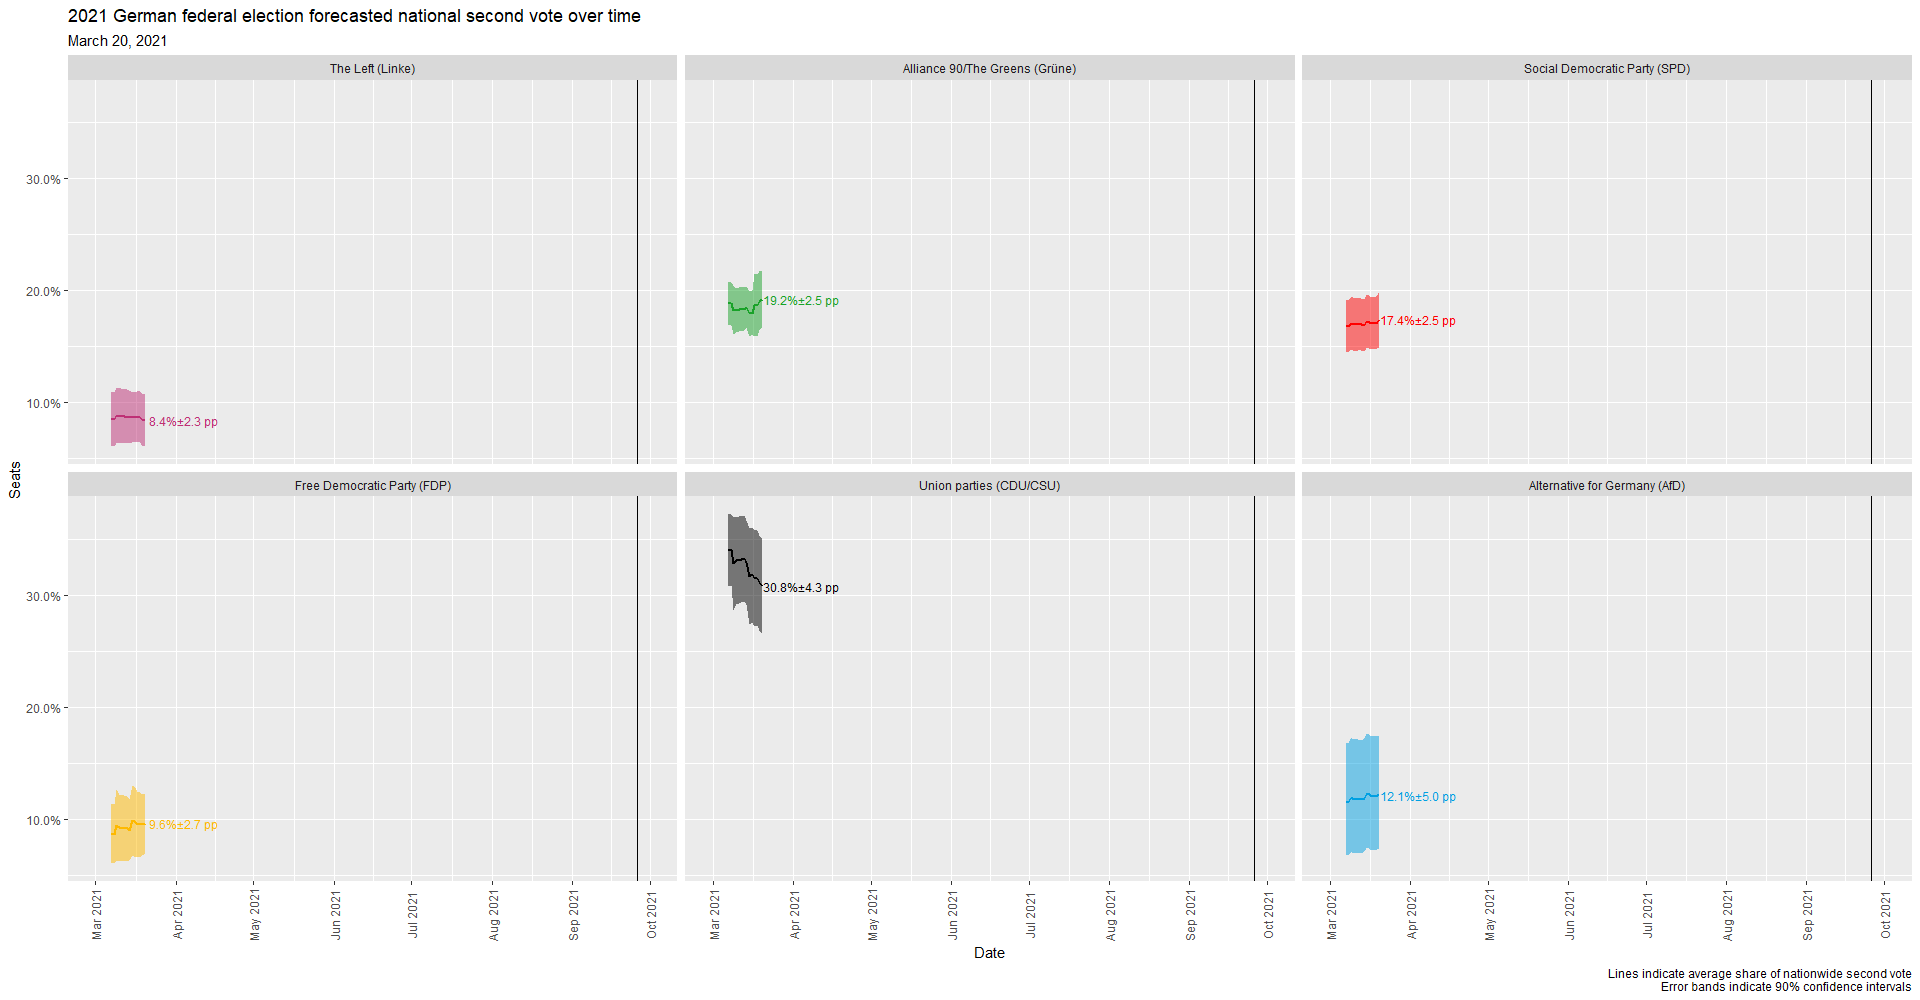 2021 German federal election forecasted national second vote over time
March 20, 2021
The Left (Linke)
Alliance 90/The Greens (Grüne)
Social Democratic Party (SPD)
30.0%
20.0%
10.0%
8.4%±2.3 pp
19.2%±2.5 pp
17.4%±2.5 pp
Seats
Free Democratic Party (FDP)
Union parties (CDU/CSU)
Alternative for Germany (AfD)
30.0%
20.0%
10.0%
9.6%±2.7 pp
30.8%±4.3 pp
12.1%±5.0 pp
Mar 2021
Apr 2021
May 2021
Jun 2021
Jul 2021
Aug 2021
Sep 2021
Oct 2021
Mar 2021
Apr 2021
May 2021
Jun 2021
Jul 2021
Aug 2021
Sep 2021
Oct 2021
Mar 2021
Apr 2021
May 2021
Jun 2021
Jul 2021
Aug 2021
Sep 2021
Oct 2021
Date
Lines indicate average share of nationwide second vote
Error bands indicate 90% confidence intervals